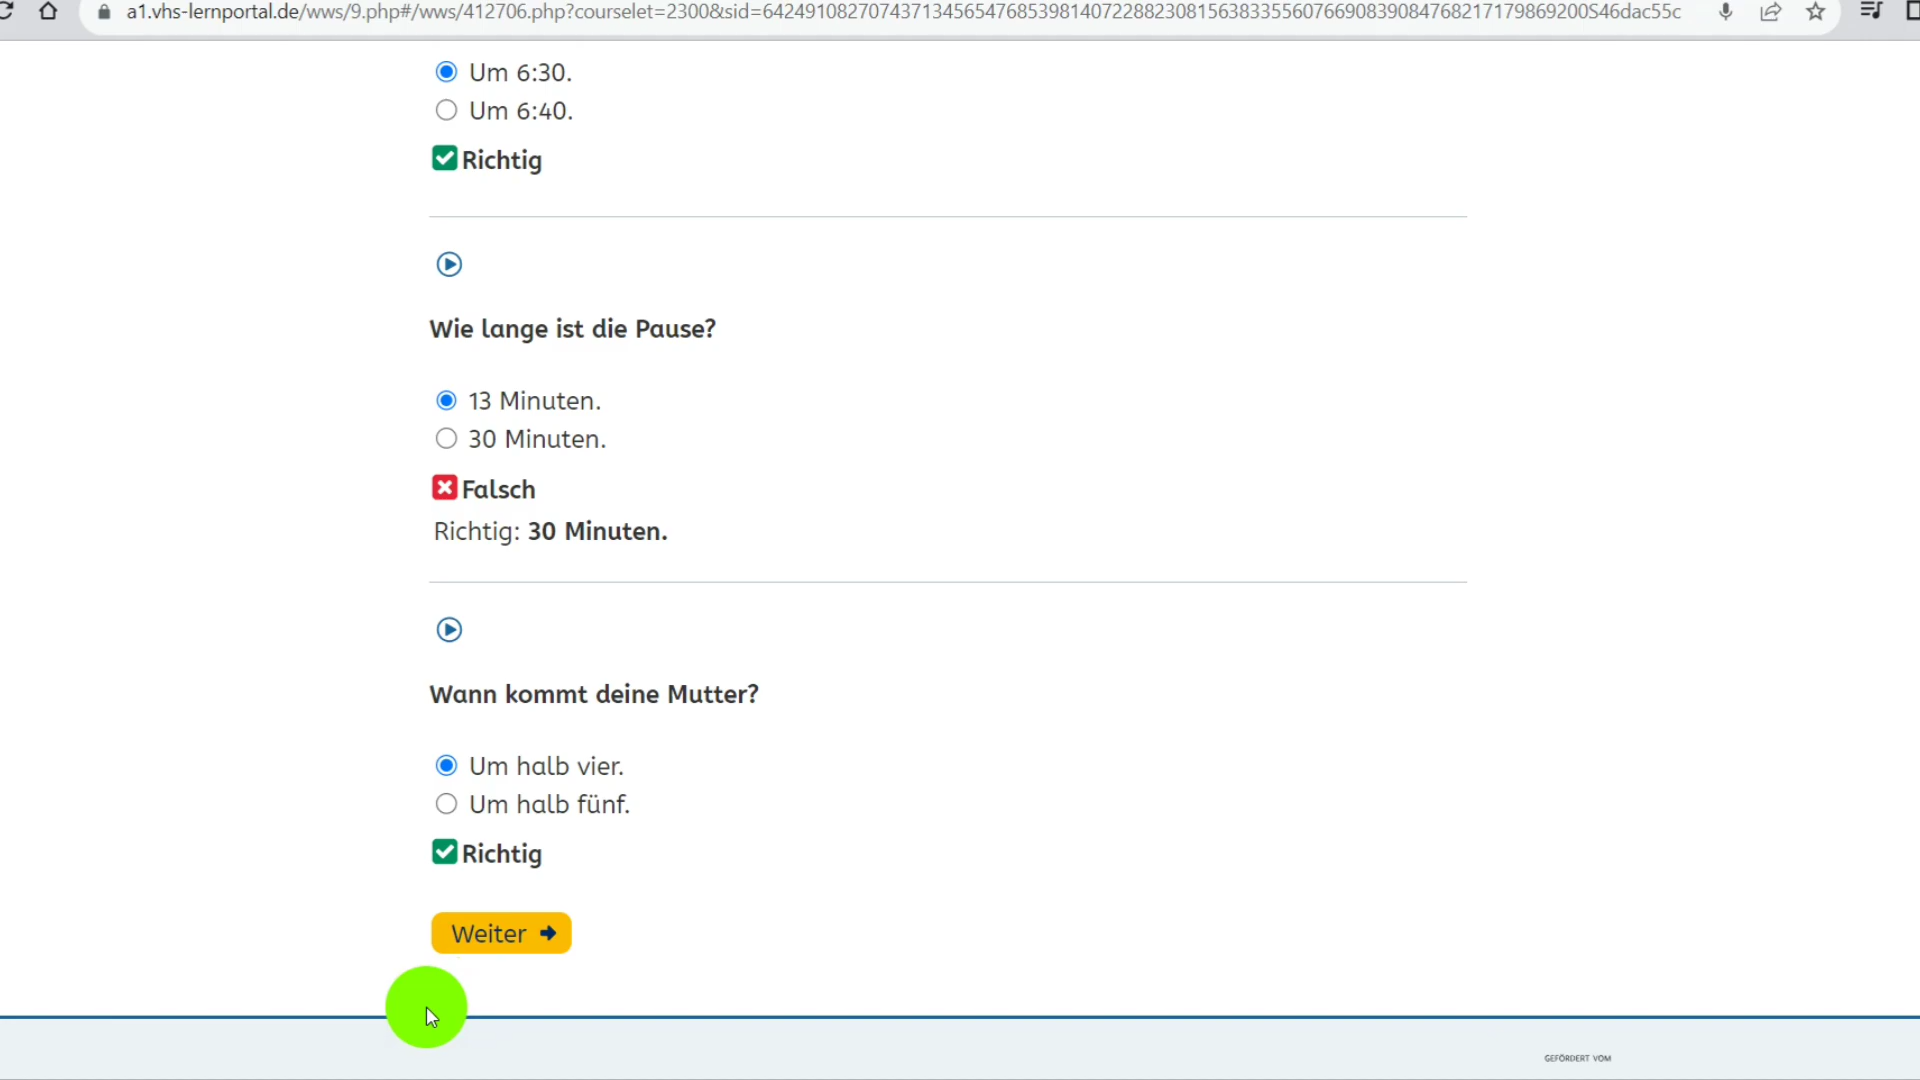 a1.vhs-lernportal.de/wws/9.php#/wws/412706.php?courselet=2300&sid=64249108270743713456547685398140722882308156383355607669083908476821717986920​0S46dac55c
Um 6:30.
Um 6:40.
Richtig
Wie lange ist die Pause?
13 Minuten.
30 Minuten.
Falsch
Richtig: 30 Minuten.
Wann kommt deine Mutter?
Um halb vier.
Um halb fünf.
Richtig
Weiter
GEFÖRDERT VOM